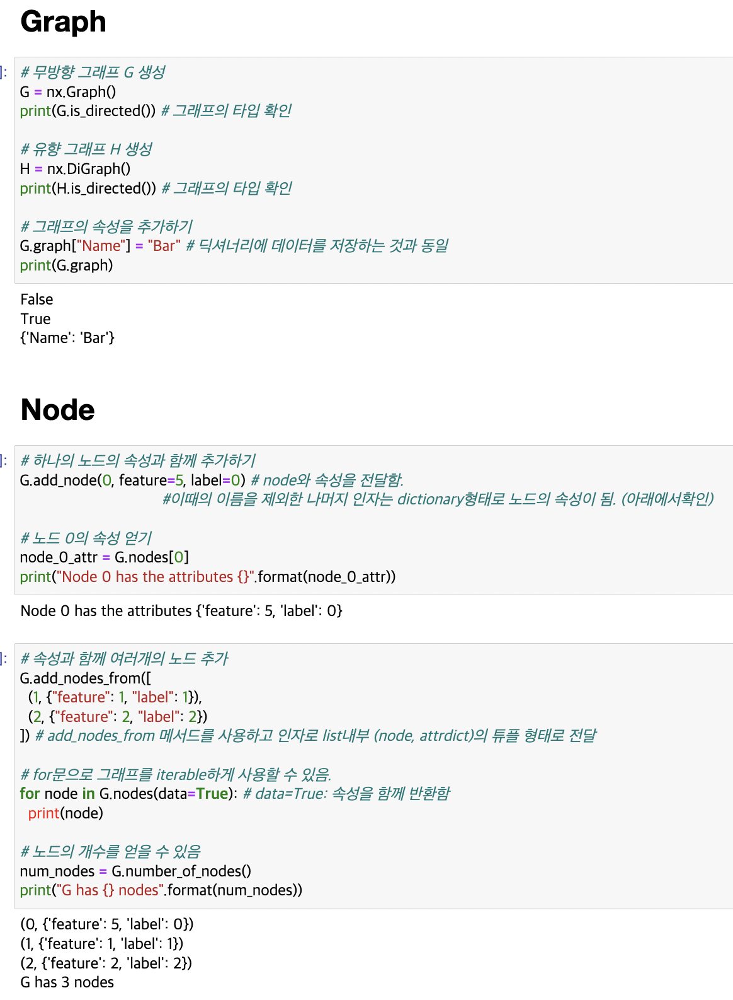 Graph
]:
# 무방향 그래프 G 생성
G = nx.Graph()
print(G.is_directed()) # 그래프의 타입 확인
# 유향 그래프 H 생성
H = nx.DiGraph()
print(H.is_directed()) # 그래프의 타입 확인
# 그래프의 속성을 추가하기
G.graph["Name"] = "Bar" # 딕셔너리에 데이터를 저장하는 것과 동일
print(G.graph)
False
True
{'Name': 'Bar'}
Node
]:
# 하나의 노드의 속성과 함께 추가하기
G.add_node(0, feature=5, label=0) # node와 속성을 전달함.
#이때의 이름을 제외한 나머지 인자는 dictionary형태로 노드의 속성이 됨. (아래에서확인)
# 노드 0의 속성 얻기
node_0_attr = G.nodes[0]
print("Node 0 has the attributes {}".format(node_0_attr))
Node 0 has the attributes {'feature': 5, 'label': 0}
]:
# 속성과 함께 여러개의 노드 추가
G.add_nodes_from([
(1, {"feature": 1, "label": 1}),
(2, {"feature": 2, "label": 2})
]) # add_nodes_from 메서드를 사용하고 인자로 list내부 (node, attrdict)의 튜플 형태로 전달
# for문으로 그래프를 iterable하게 사용할 수 있음.
for node in G.nodes(data=True): # data=True: 속성을 함께 반환함
print(node)
# 노드의 개수를 얻을 수 있음
num_nodes = G.number_of_nodes()
print("G has {} nodes".format(num_nodes))
(0, {'feature': 5, 'label': 0})
(1, {'feature': 1, 'label': 1})
(2, {'feature': 2, 'label': 2})
G has 3 nodes